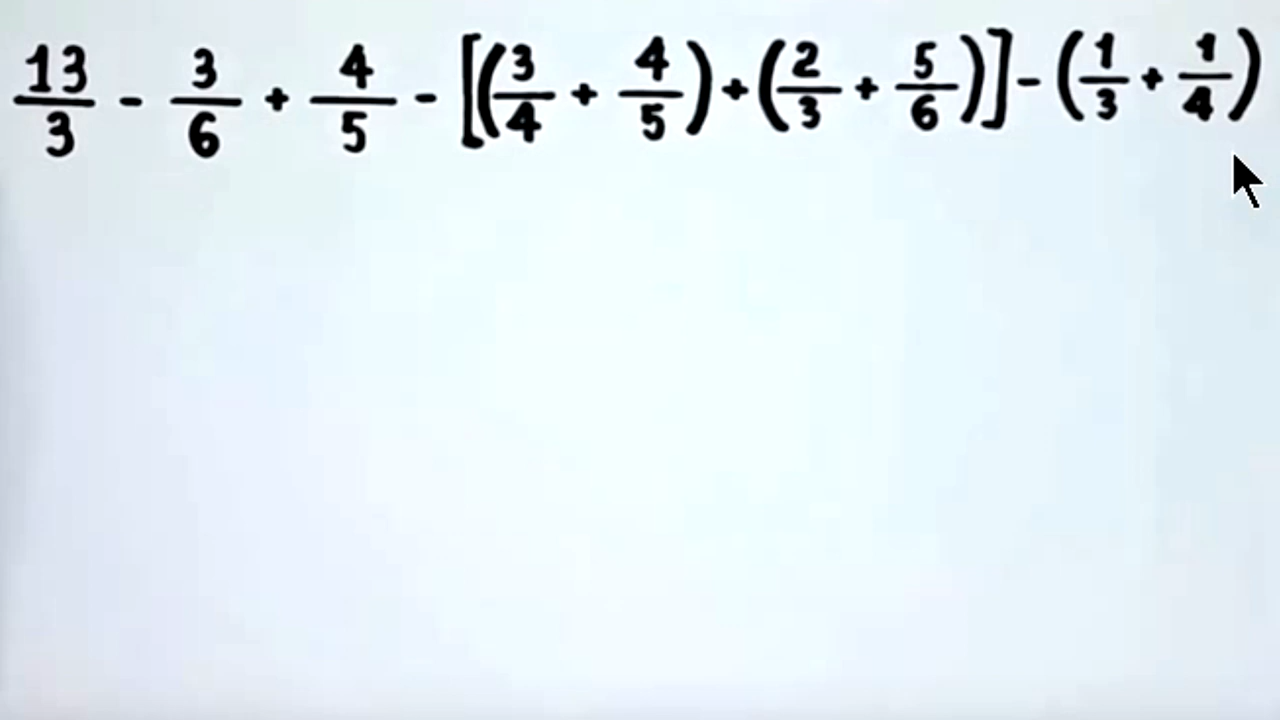 13/3 - 3/6 + 4/5 - [(3/4 + 4/5) + (2/3 + 5/6)] - (1/3 + 1/4)